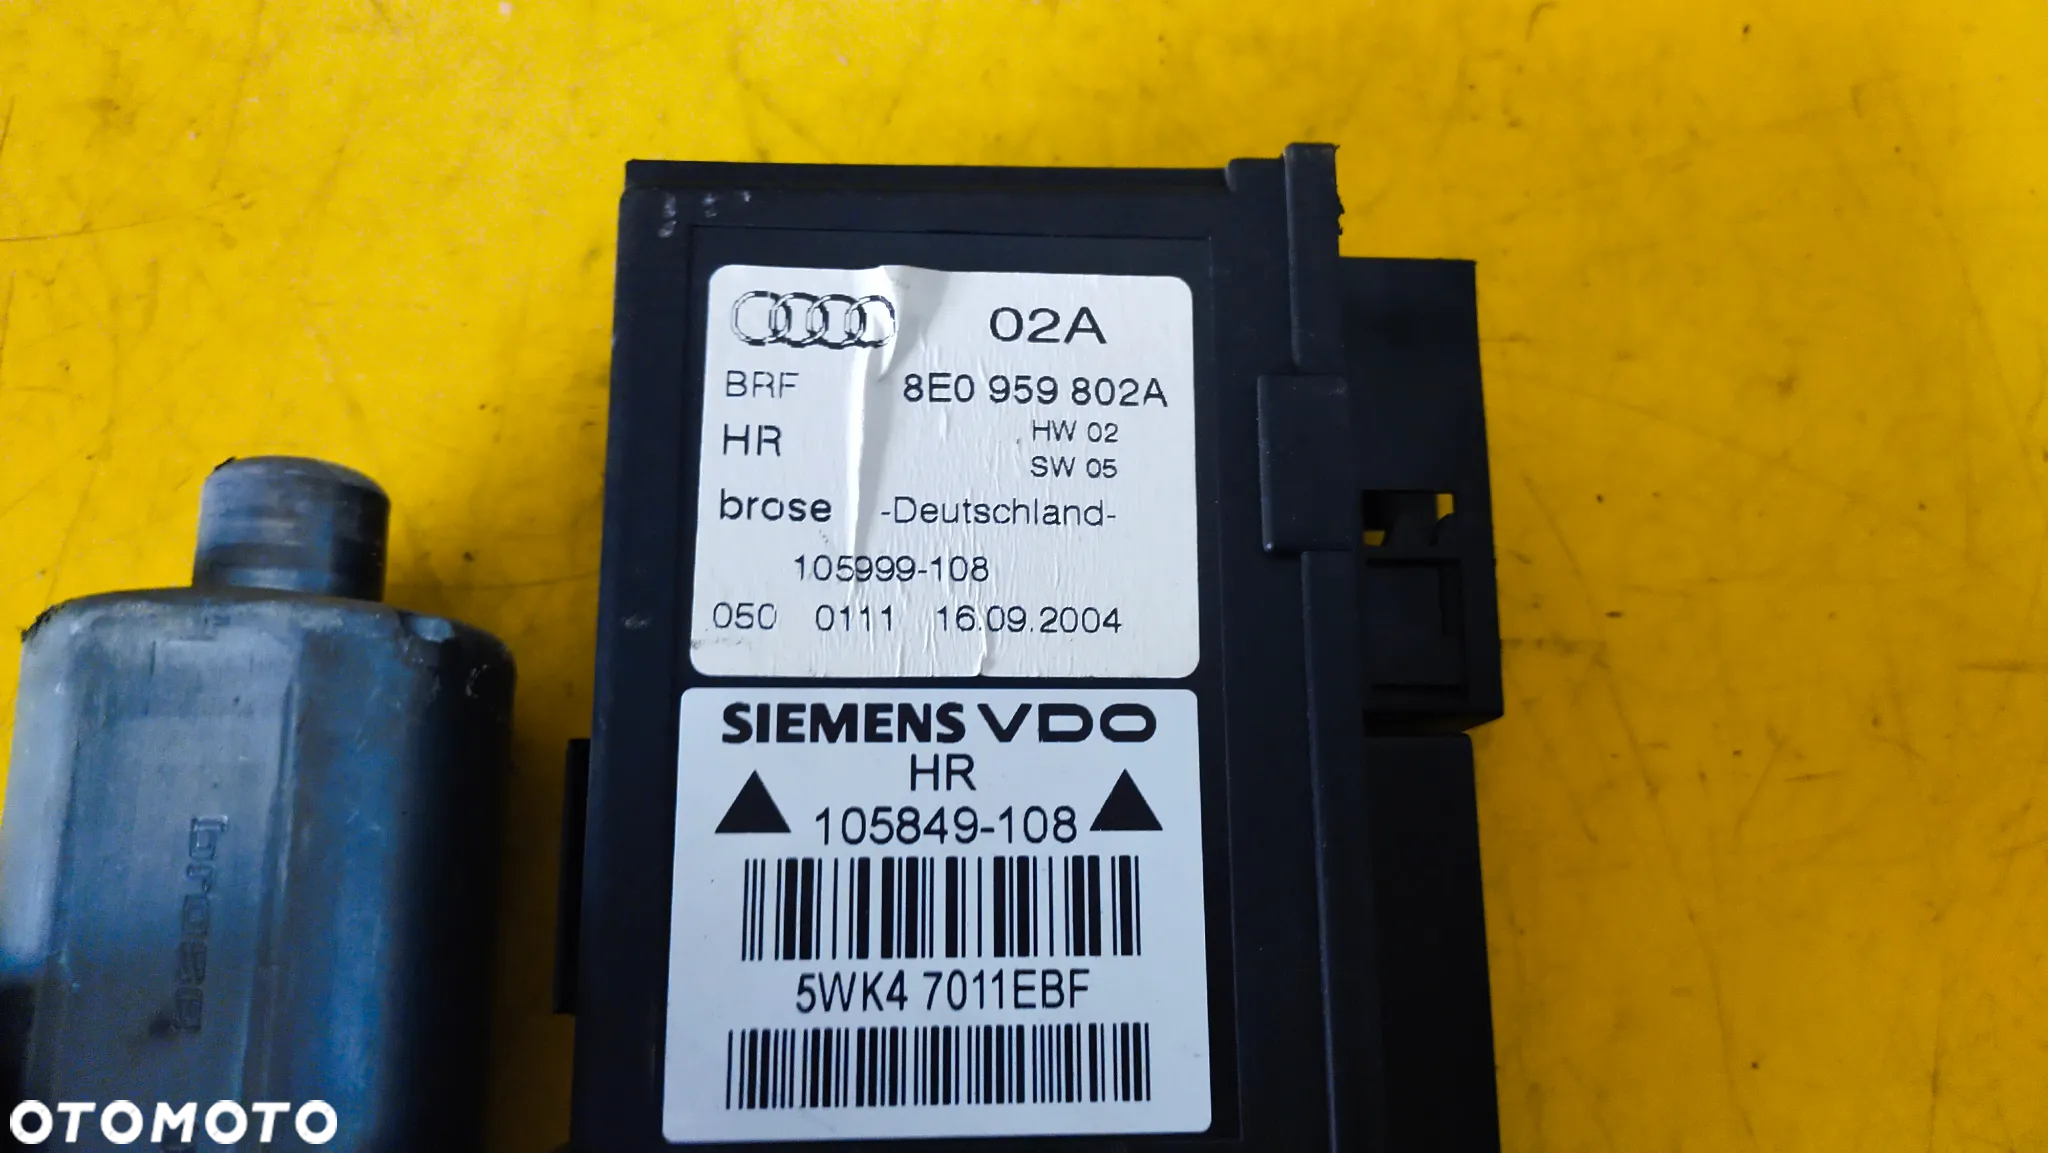 02A
BRF 8E0 959 802A
HR HW 02
SW 05
brose -Deutschland-
105999-108
050 0111 16.09.2004
SIEMENS VDO
HR
105849-108
5WK4 7011EBF
brose
OTOMOTO